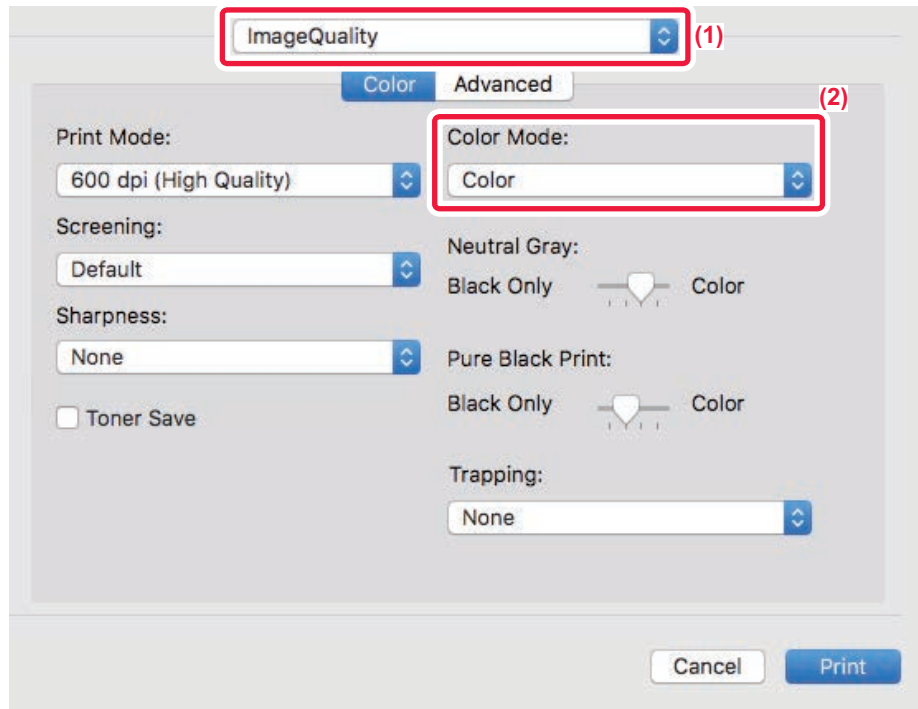 ImageQuality
(1)
Color Advanced
(2)
Print Mode:
600 dpi (High Quality)
Screening:
Default
Sharpness:
None
Toner Save
Color Mode:
Color
Neutral Gray:
Black Only Color
Pure Black Print:
Black Only Color
Trapping:
None
Cancel Print